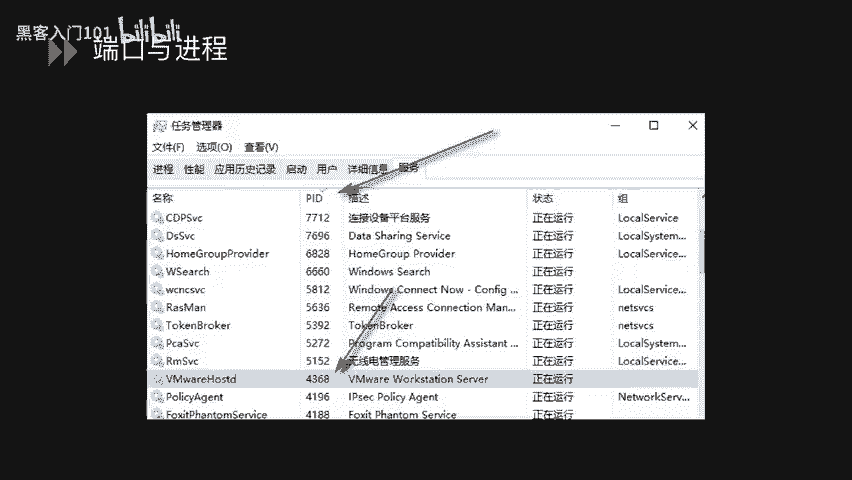 黑客入门101 bilibili
端口与进程
任务管理器
文件(F) 选项(O) 查看(V)
进程 性能 应用历史记录 启动 用户 详细信息 服务
名称 PID 描述 状态 组
CDPSvc 7712 连接设备平台服务 正在运行 LocalService
DsSvc 7696 Data Sharing Service 正在运行 LocalSystem...
HomeGroupProvider 6828 HomeGroup Provider 正在运行 LocalService...
WSearch 6660 Windows Search 正在运行
wcncsvc 5812 Windows Connect Now - Config ... 正在运行 LocalService...
RasMan 5636 Remote Access Connection Man... 正在运行 netsvcs
TokenBroker 5392 TokenBroker 正在运行 netsvcs
PcaSvc 5272 Program Compatibility Assistant ... 正在运行 LocalSystem...
RmSvc 5152 无线电管理服务 正在运行 LocalService...
VMwareHostd 4368 VMware Workstation Server 正在运行
PolicyAgent 4196 IPsec Policy Agent 正在运行 NetworkServ...
FoxitPhantomService 4188 Foxit Phantom Service 正在运行